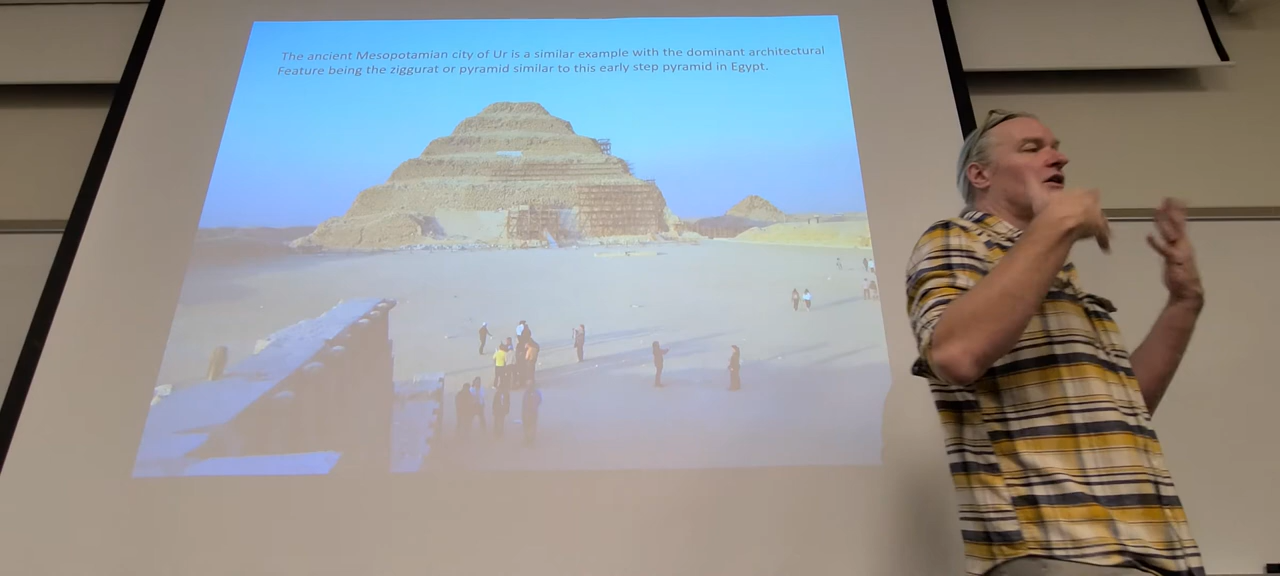 The ancient Mesopotamian city of Ur is a similar example with the dominant architectural
Feature being the ziggurat or pyramid similar to this early step pyramid in Egypt.